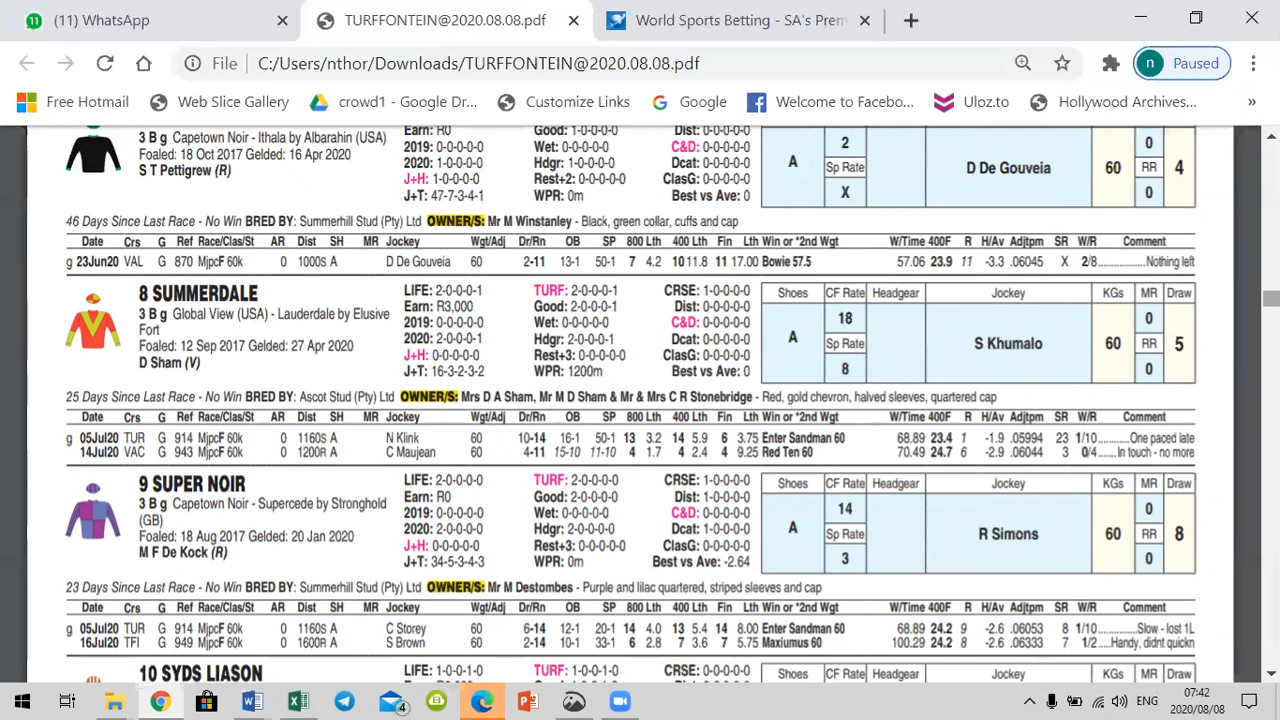 (11) WhatsApp
TURFFONTEIN@2020.08.08.pdf
World Sports Betting - SA's Prem
File C:/Users/nthor/Downloads/TURFFONTEIN@2020.08.08.pdf
n Paused
Free Hotmail Web Slice Gallery crowd1 - Google Dr... Customize Links Google Welcome to Facebo... Uloz.to Hollywood Archives... »
Earn: R0 Good: 1-0-0-0-0 Dist: 0-0-0-0-0
3 B g Capetown Noir - Ithala by Albarahin (USA) 2019: 0-0-0-0-0 Wet: 0-0-0-0-0 C&D: 0-0-0-0-0 2 0
Foaled: 18 Oct 2017 Gelded: 16 Apr 2020 2020: 1-0-0-0-0 Hdgr: 1-0-0-0-0 Dcat: 0-0-0-0-0 A Sp Rate D De Gouveia 60 RR 4
S T Pettigrew (R) J+H: 1-0-0-0-0 Rest+2: 0-0-0-0-0 ClasG: 0-0-0-0-0
J+T: 47-7-3-4-1 WPR: 0m Best vs Ave: 0 X 0
46 Days Since Last Race - No Win BRED BY: Summerhill Stud (Pty) Ltd OWNER/S: Mr M Winstanley - Black, green collar, cuffs and cap
Date Crs G Ref Race/Clas/St AR Dist SH MR Jockey Wgt/Adj Dr/Rn OB SP 800 Lth 400 Lth Fin Lth Win or *2nd Wgt W/Time 400F R H/Av Adjtpm SR W/R Comment
g 23Jun20 VAL G 870 MjpcF 60k 0 1000S A D De Gouveia 60 2-11 13-1 50-1 7 4.2 10 11.8 11 17.00 Bowie 57.5 57.06 23.9 11 -3.3 .06045 X 2/8..................Nothing left
8 SUMMERDALE LIFE: 2-0-0-0-1 TURF: 2-0-0-0-1 CRSE: 1-0-0-0-0 Shoes CF Rate Headgear Jockey KGs MR Draw
3 B g Global View (USA) - Lauderdale by Elusive Earn: R3,000 Good: 2-0-0-0-1 Dist: 0-0-0-0-0 18 0
Fort 2019: 0-0-0-0-0 Wet: 0-0-0-0-0 C&D: 0-0-0-0-0
Foaled: 12 Sep 2017 Gelded: 27 Apr 2020 2020: 2-0-0-0-1 Hdgr: 2-0-0-0-1 Dcat: 0-0-0-0-0 A Sp Rate S Khumalo 60 RR 5
D Sham (V) J+H: 0-0-0-0-0 Rest+3: 0-0-0-0-0 ClasG: 0-0-0-0-0
J+T: 16-3-2-3-2 WPR: 1200m Best vs Ave: 0 8 0
25 Days Since Last Race - No Win BRED BY: Ascot Stud (Pty) Ltd OWNER/S: Mrs D A Sham, Mr M D Sham & Mr & Mrs C R Stonebridge - Red, gold chevron, halved sleeves, quartered cap
Date Crs G Ref Race/Clas/St AR Dist SH MR Jockey Wgt/Adj Dr/Rn OB SP 800 Lth 400 Lth Fin Lth Win or *2nd Wgt W/Time 400F R H/Av Adjtpm SR W/R Comment
g 05Jul20 TUR G 914 MjpcF 60k 0 1160S A N Klink 60 10-14 16-1 50-1 13 3.2 14 5.9 6 3.75 Enter Sandman 60 68.89 23.4 1 -1.9 .05994 23 1/10..........One paced late
14Jul20 VAC G 943 MjpcF 60k 0 1200R A C Maujean 60 4-11 15-10 11-10 4 1.7 4 2.4 4 9.25 Red Ten 60 70.49 24.7 6 -2.9 .06044 3 0/4......In touch - no more
9 SUPER NOIR LIFE: 2-0-0-0-0 TURF: 2-0-0-0-0 CRSE: 1-0-0-0-0 Shoes CF Rate Headgear Jockey KGs MR Draw
3 B g Capetown Noir - Supercede by Stronghold Earn: R0 Good: 2-0-0-0-0 Dist: 1-0-0-0-0 14 0
(GB) 2019: 0-0-0-0-0 Wet: 0-0-0-0-0 C&D: 0-0-0-0-0
Foaled: 18 Aug 2017 Gelded: 20 Jan 2020 2020: 2-0-0-0-0 Hdgr: 2-0-0-0-0 Dcat: 1-0-0-0-0 A Sp Rate R Simons 60 RR 8
M F De Kock (R) J+H: 0-0-0-0-0 Rest+3: 0-0-0-0-0 ClasG: 0-0-0-0-0
J+T: 34-5-3-4-3 WPR: 0m Best vs Ave: -2.64 3 0
23 Days Since Last Race - No Win BRED BY: Summerhill Stud (Pty) Ltd OWNER/S: Mr M Destombes - Purple and lilac quartered, striped sleeves and cap
Date Crs G Ref Race/Clas/St AR Dist SH MR Jockey Wgt/Adj Dr/Rn OB SP 800 Lth 400 Lth Fin Lth Win or *2nd Wgt W/Time 400F R H/Av Adjtpm SR W/R Comment
g 05Jul20 TUR G 914 MjpcF 60k 0 1160S A C Storey 60 6-14 12-1 20-1 14 4.0 13 5.4 14 8.00 Enter Sandman 60 68.89 24.2 9 -2.6 .06053 8 1/10...........Slow - lost 1L
16Jul20 TFI G 949 MjpcF 60k 0 1600R A S Brown 60 2-14 10-1 33-1 6 2.8 7 3.6 7 5.75 Maxiumus 60 100.29 24.2 8 -2.6 .06333 7 1/2......Handy, didnt quickn
10 SYDS LIASON LIFE: 1-0-0-1-0 TURF: 1-0-0-1-0 CRSE: 0-0-0-0-0 Shoes CF Rate Headgear Jockey KGs MR Draw
4 ENG 07:42
2020/08/08